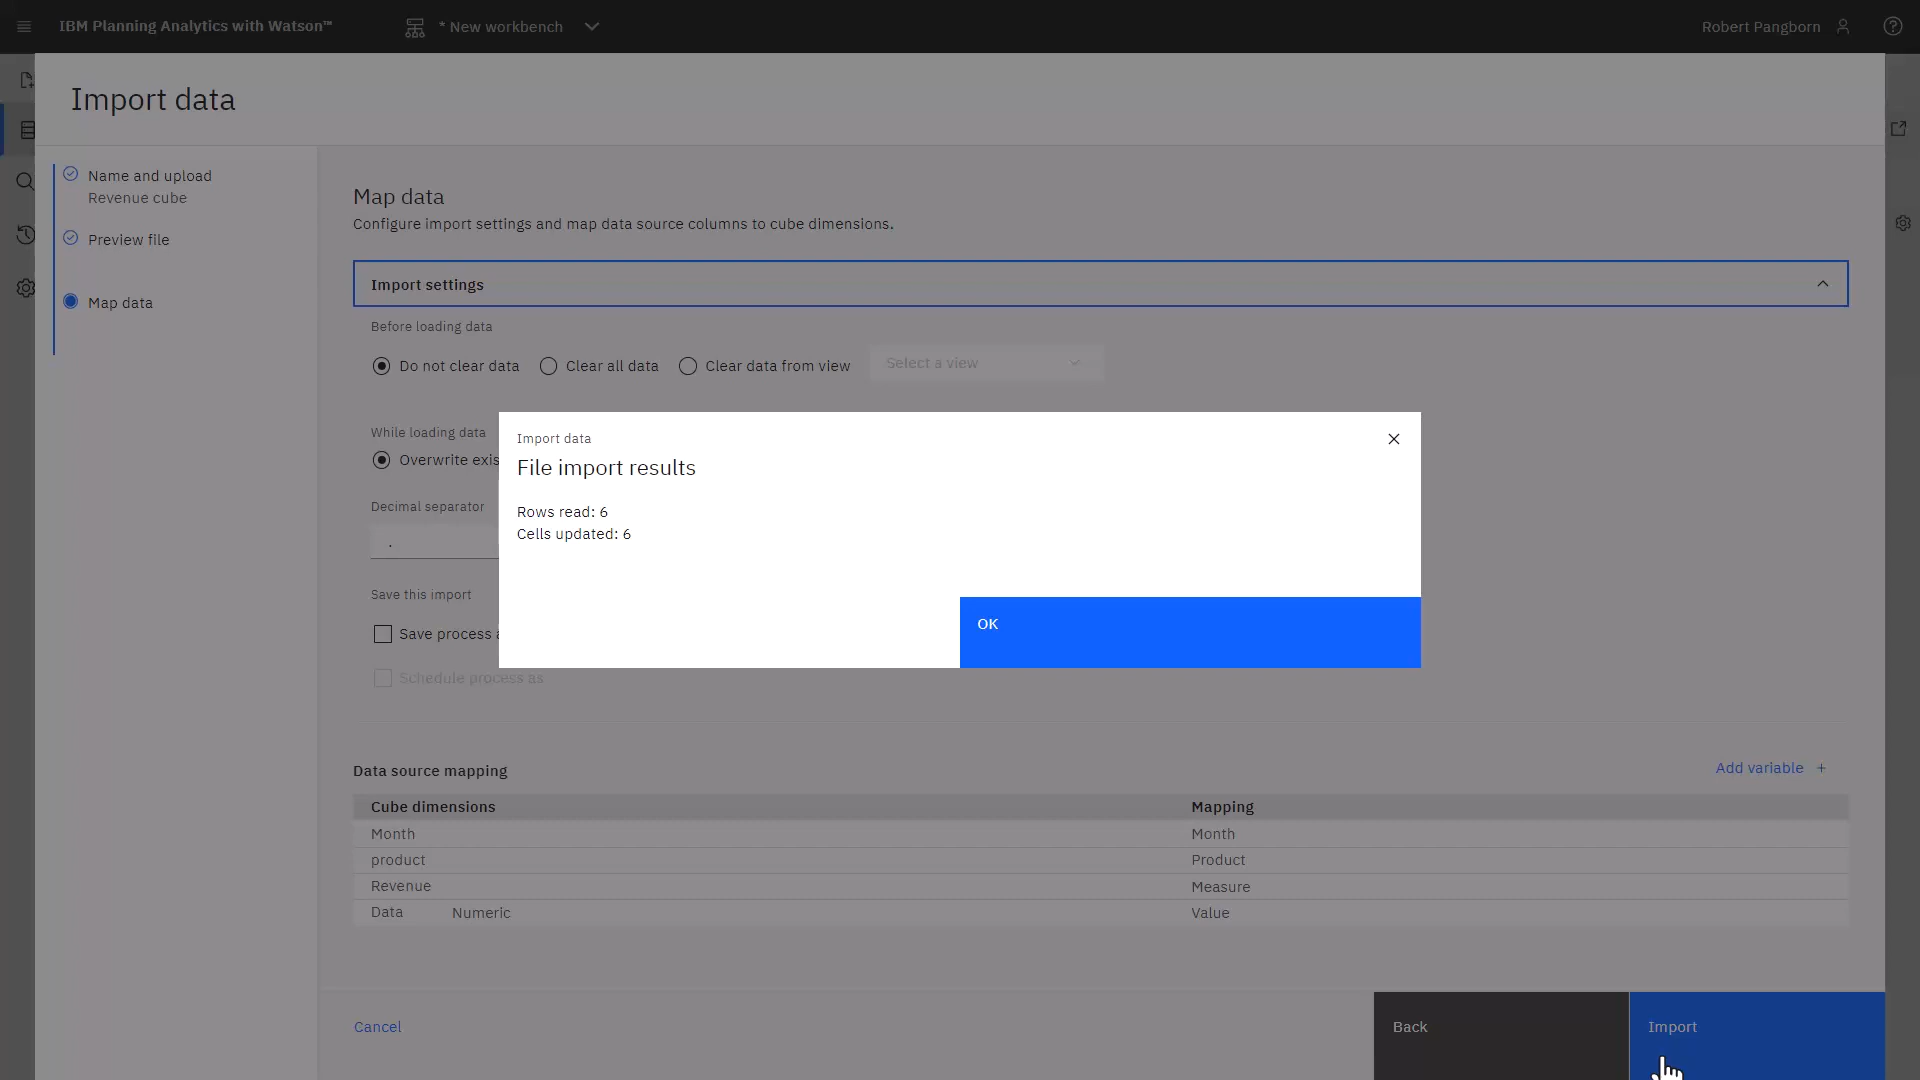 IBM Planning Analytics with Watson™
* New workbench
Robert Pangborn
Import data
Name and upload
Revenue cube
Preview file
Map data
Map data
Configure import settings and map data source columns to cube dimensions.
Import settings
Before loading data
Do not clear data
Clear all data
Clear data from view
Select a view
While loading data
Overwrite exis
Decimal separator
.
Save this import
Save process a
Schedule process as
Import data
File import results
Rows read: 6
Cells updated: 6
OK
Data source mapping
Add variable +
Cube dimensions Mapping
Month Month
product Product
Revenue Measure
Data Numeric Value
Cancel
Back
Import